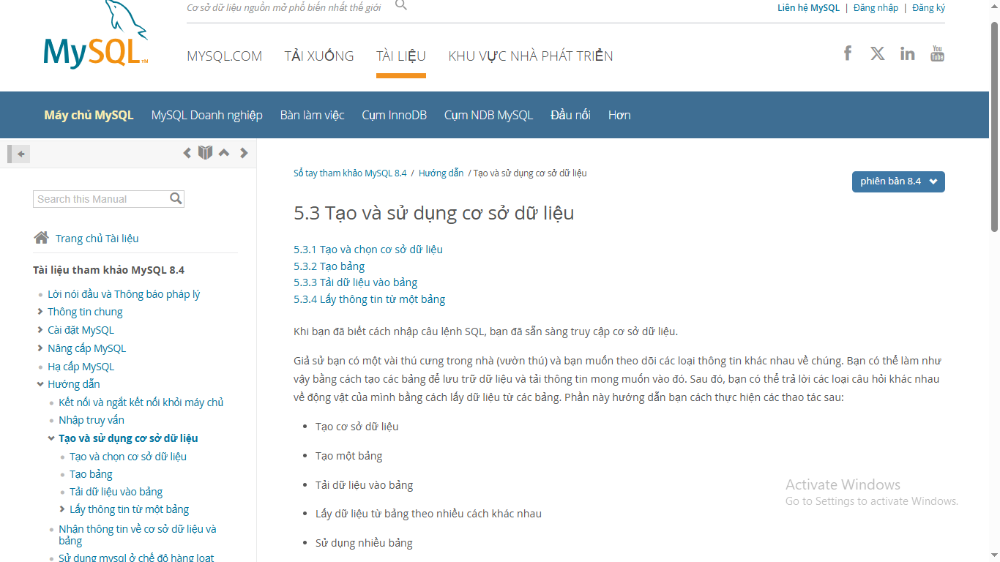 Cơ sở dữ liệu nguồn mở phổ biến nhất thế giới
Liên hệ MySQL | Đăng nhập | Đăng ký
MySQL™
MYSQL.COM TẢI XUỐNG TÀI LIỆU KHU VỰC NHÀ PHÁT TRIỂN
You Tube
Máy chủ MySQL MySQL Doanh nghiệp Bàn làm việc Cụm InnoDB Cụm NDB MySQL Đầu nối Hơn
Search this Manual
Trang chủ Tài liệu
Tài liệu tham khảo MySQL 8.4
Lời nói đầu và Thông báo pháp lý
Thông tin chung
Cài đặt MySQL
Nâng cấp MySQL
Hạ cấp MySQL
Hướng dẫn
Kết nối và ngắt kết nối khỏi máy chủ
Nhập truy vấn
Tạo và sử dụng cơ sở dữ liệu
Tạo và chọn cơ sở dữ liệu
Tạo bảng
Tải dữ liệu vào bảng
Lấy thông tin từ một bảng
Nhận thông tin về cơ sở dữ liệu và
bảng
Sử dụng mysql ở chế độ hàng loạt
Sổ tay tham khảo MySQL 8.4 / Hướng dẫn / Tạo và sử dụng cơ sở dữ liệu
phiên bản 8.4
5.3 Tạo và sử dụng cơ sở dữ liệu
5.3.1 Tạo và chọn cơ sở dữ liệu
5.3.2 Tạo bảng
5.3.3 Tải dữ liệu vào bảng
5.3.4 Lấy thông tin từ một bảng
Khi bạn đã biết cách nhập câu lệnh SQL, bạn đã sẵn sàng truy cập cơ sở dữ liệu.
Giả sử bạn có một vài thú cưng trong nhà (vườn thú) và bạn muốn theo dõi các loại thông tin khác nhau về chúng. Bạn có thể làm như
vậy bằng cách tạo các bảng để lưu trữ dữ liệu và tải thông tin mong muốn vào đó. Sau đó, bạn có thể trả lời các loại câu hỏi khác nhau
về động vật của mình bằng cách lấy dữ liệu từ các bảng. Phần này hướng dẫn bạn cách thực hiện các thao tác sau:
Tạo cơ sở dữ liệu
Tạo một bảng
Tải dữ liệu vào bảng
Lấy dữ liệu từ bảng theo nhiều cách khác nhau
Sử dụng nhiều bảng
Activate Windows
Go to Settings to activate Windows.